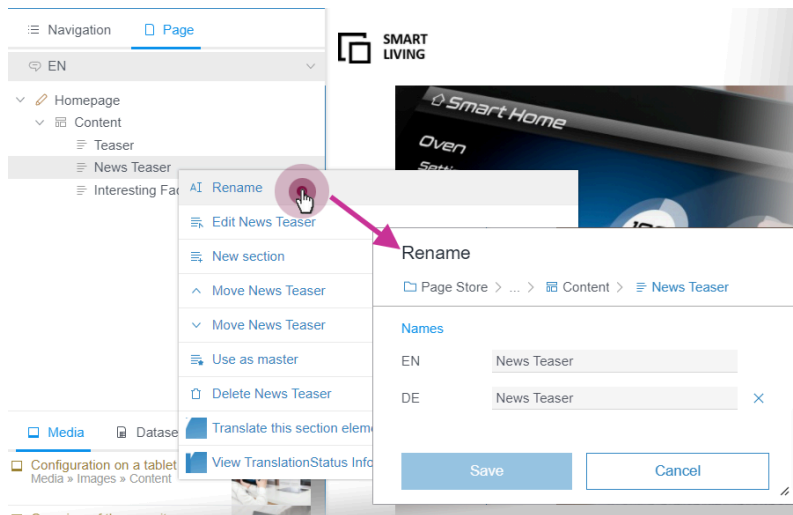 Navigation
Page
SMART
LIVING
EN
Homepage
Content
Teaser
News Teaser
Interesting Fac
Smart Home
Oven
Rename
Edit News Teaser
New section
Move News Teaser
Move News Teaser
Use as master
Delete News Teaser
Translate this section elem
View TranslationStatus Info
Rename
Page Store > ... > Content > News Teaser
Names
EN News Teaser
DE News Teaser
Save
Cancel
Media
Datase
Configuration on a tablet
Media » Images » Content